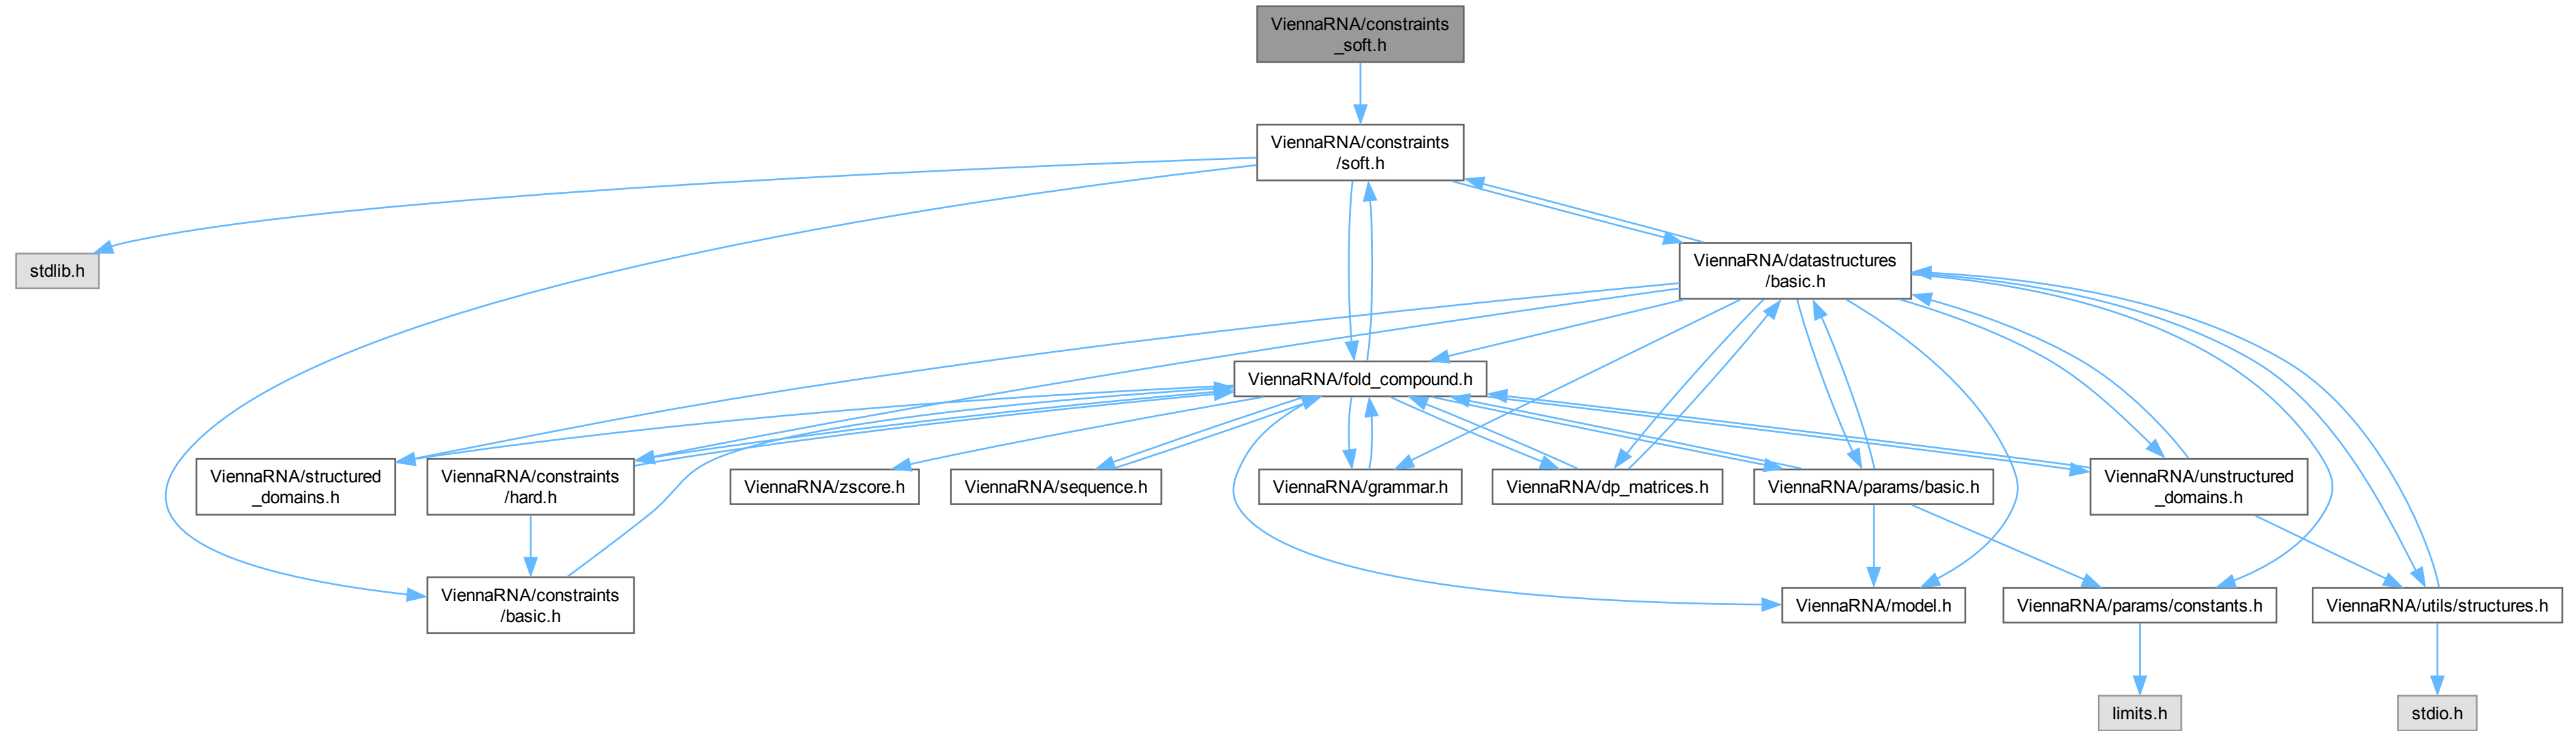 ViennaRNA/constraints
_soft.h
ViennaRNA/constraints
/soft.h
stdlib.h
ViennaRNA/datastructures
/basic.h
ViennaRNA/fold_compound.h
ViennaRNA/structured
_domains.h
ViennaRNA/constraints
/hard.h
ViennaRNA/zscore.h
ViennaRNA/sequence.h
ViennaRNA/grammar.h
ViennaRNA/dp_matrices.h
ViennaRNA/params/basic.h
ViennaRNA/unstructured
_domains.h
ViennaRNA/constraints
/basic.h
ViennaRNA/model.h
ViennaRNA/params/constants.h
ViennaRNA/utils/structures.h
limits.h
stdio.h